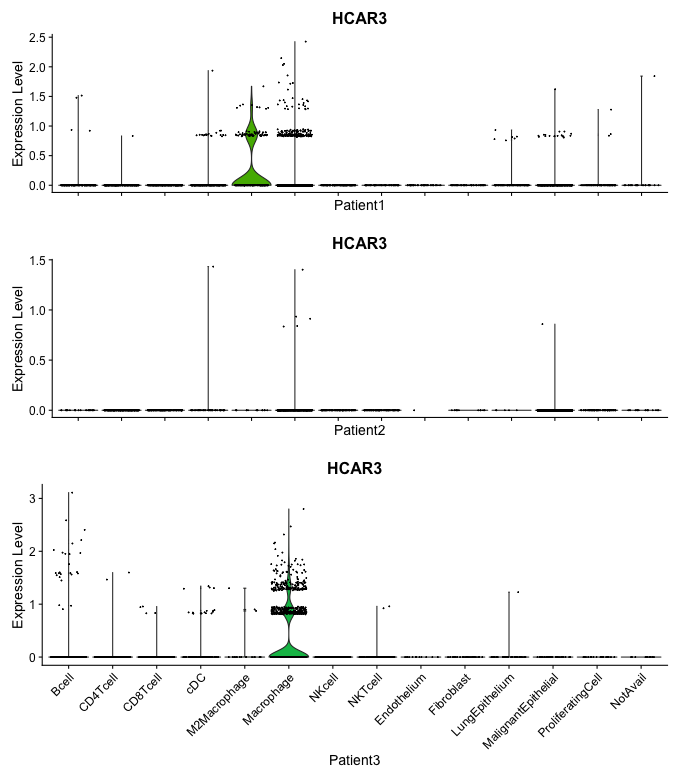 HCAR3
Expression Level
2.5
2.0
1.5
1.0
0.5
0.0
Patient1
HCAR3
Expression Level
1.5
1.0
0.5
0.0
Patient2
HCAR3
Expression Level
3
2
1
0
Bcell
CD4Tcell
CD8Tcell
cDC
M2Macrophage
Macrophage
NKcell
NKTcell
Endothelium
Fibroblast
LungEpithelium
MalignantEpithelial
ProliferatingCell
NotAvail
Patient3